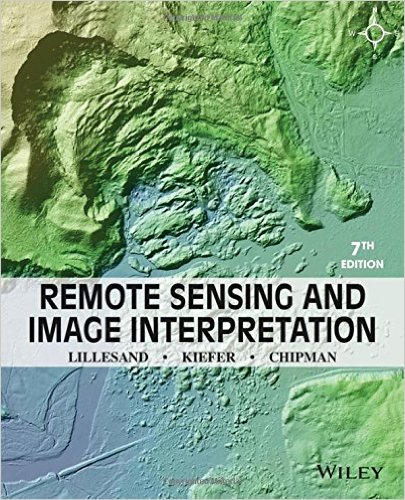 W
S
7TH
EDITION
REMOTE SENSING AND
IMAGE INTERPRETATION
LILLESAND • KIEFER • CHIPMAN
WILEY